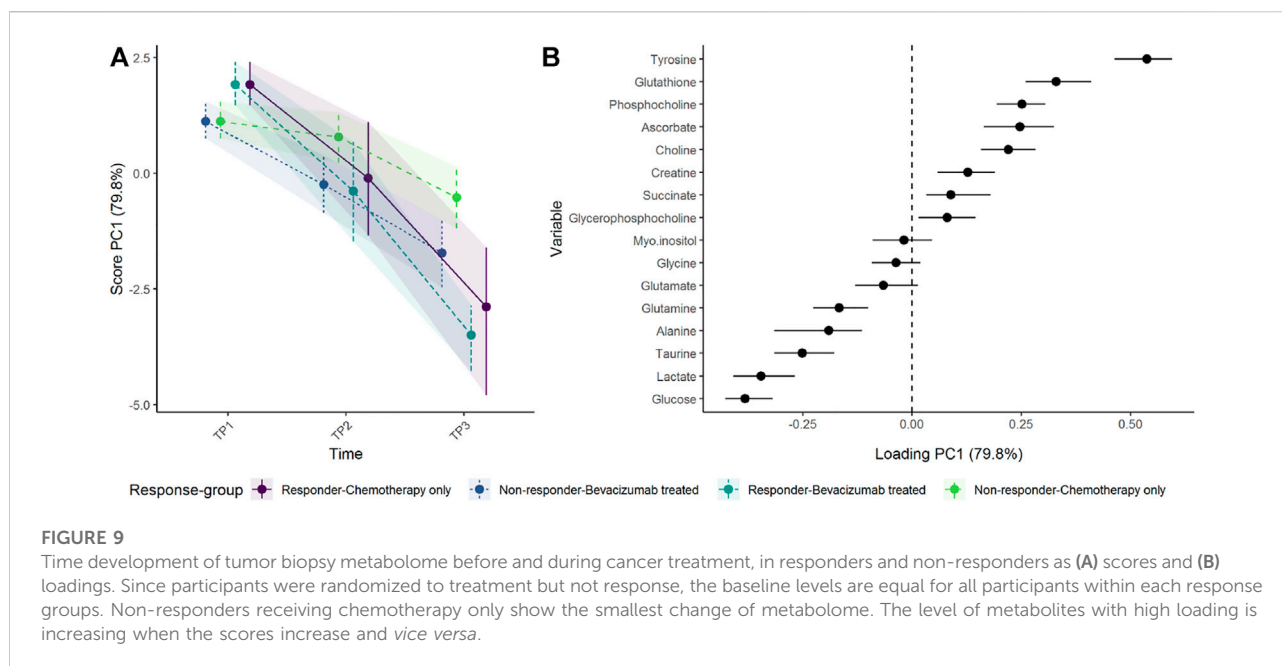 A
B
2.5
0.0
-2.5
-5.0
Score PC1 (79.8%)
TP1
TP2
TP3
Time
Variable
Tyrosine
Glutathione
Phosphocholine
Ascorbate
Choline
Creatine
Succinate
Glycerophosphocholine
Myo.inositol
Glycine
Glutamate
Glutamine
Alanine
Taurine
Lactate
Glucose
-0.25
0.00
0.25
0.50
Loading PC1 (79.8%)
Response-group
Responder-Chemotherapy only
Non-responder-Bevacizumab treated
Responder-Bevacizumab treated
Non-responder-Chemotherapy only
FIGURE 9
Time development of tumor biopsy metabolome before and during cancer treatment, in responders and non-responders as (A) scores and (B)
loadings. Since participants were randomized to treatment but not response, the baseline levels are equal for all participants within each response
groups. Non-responders receiving chemotherapy only show the smallest change of metabolome. The level of metabolites with high loading is
increasing when the scores increase and vice versa.